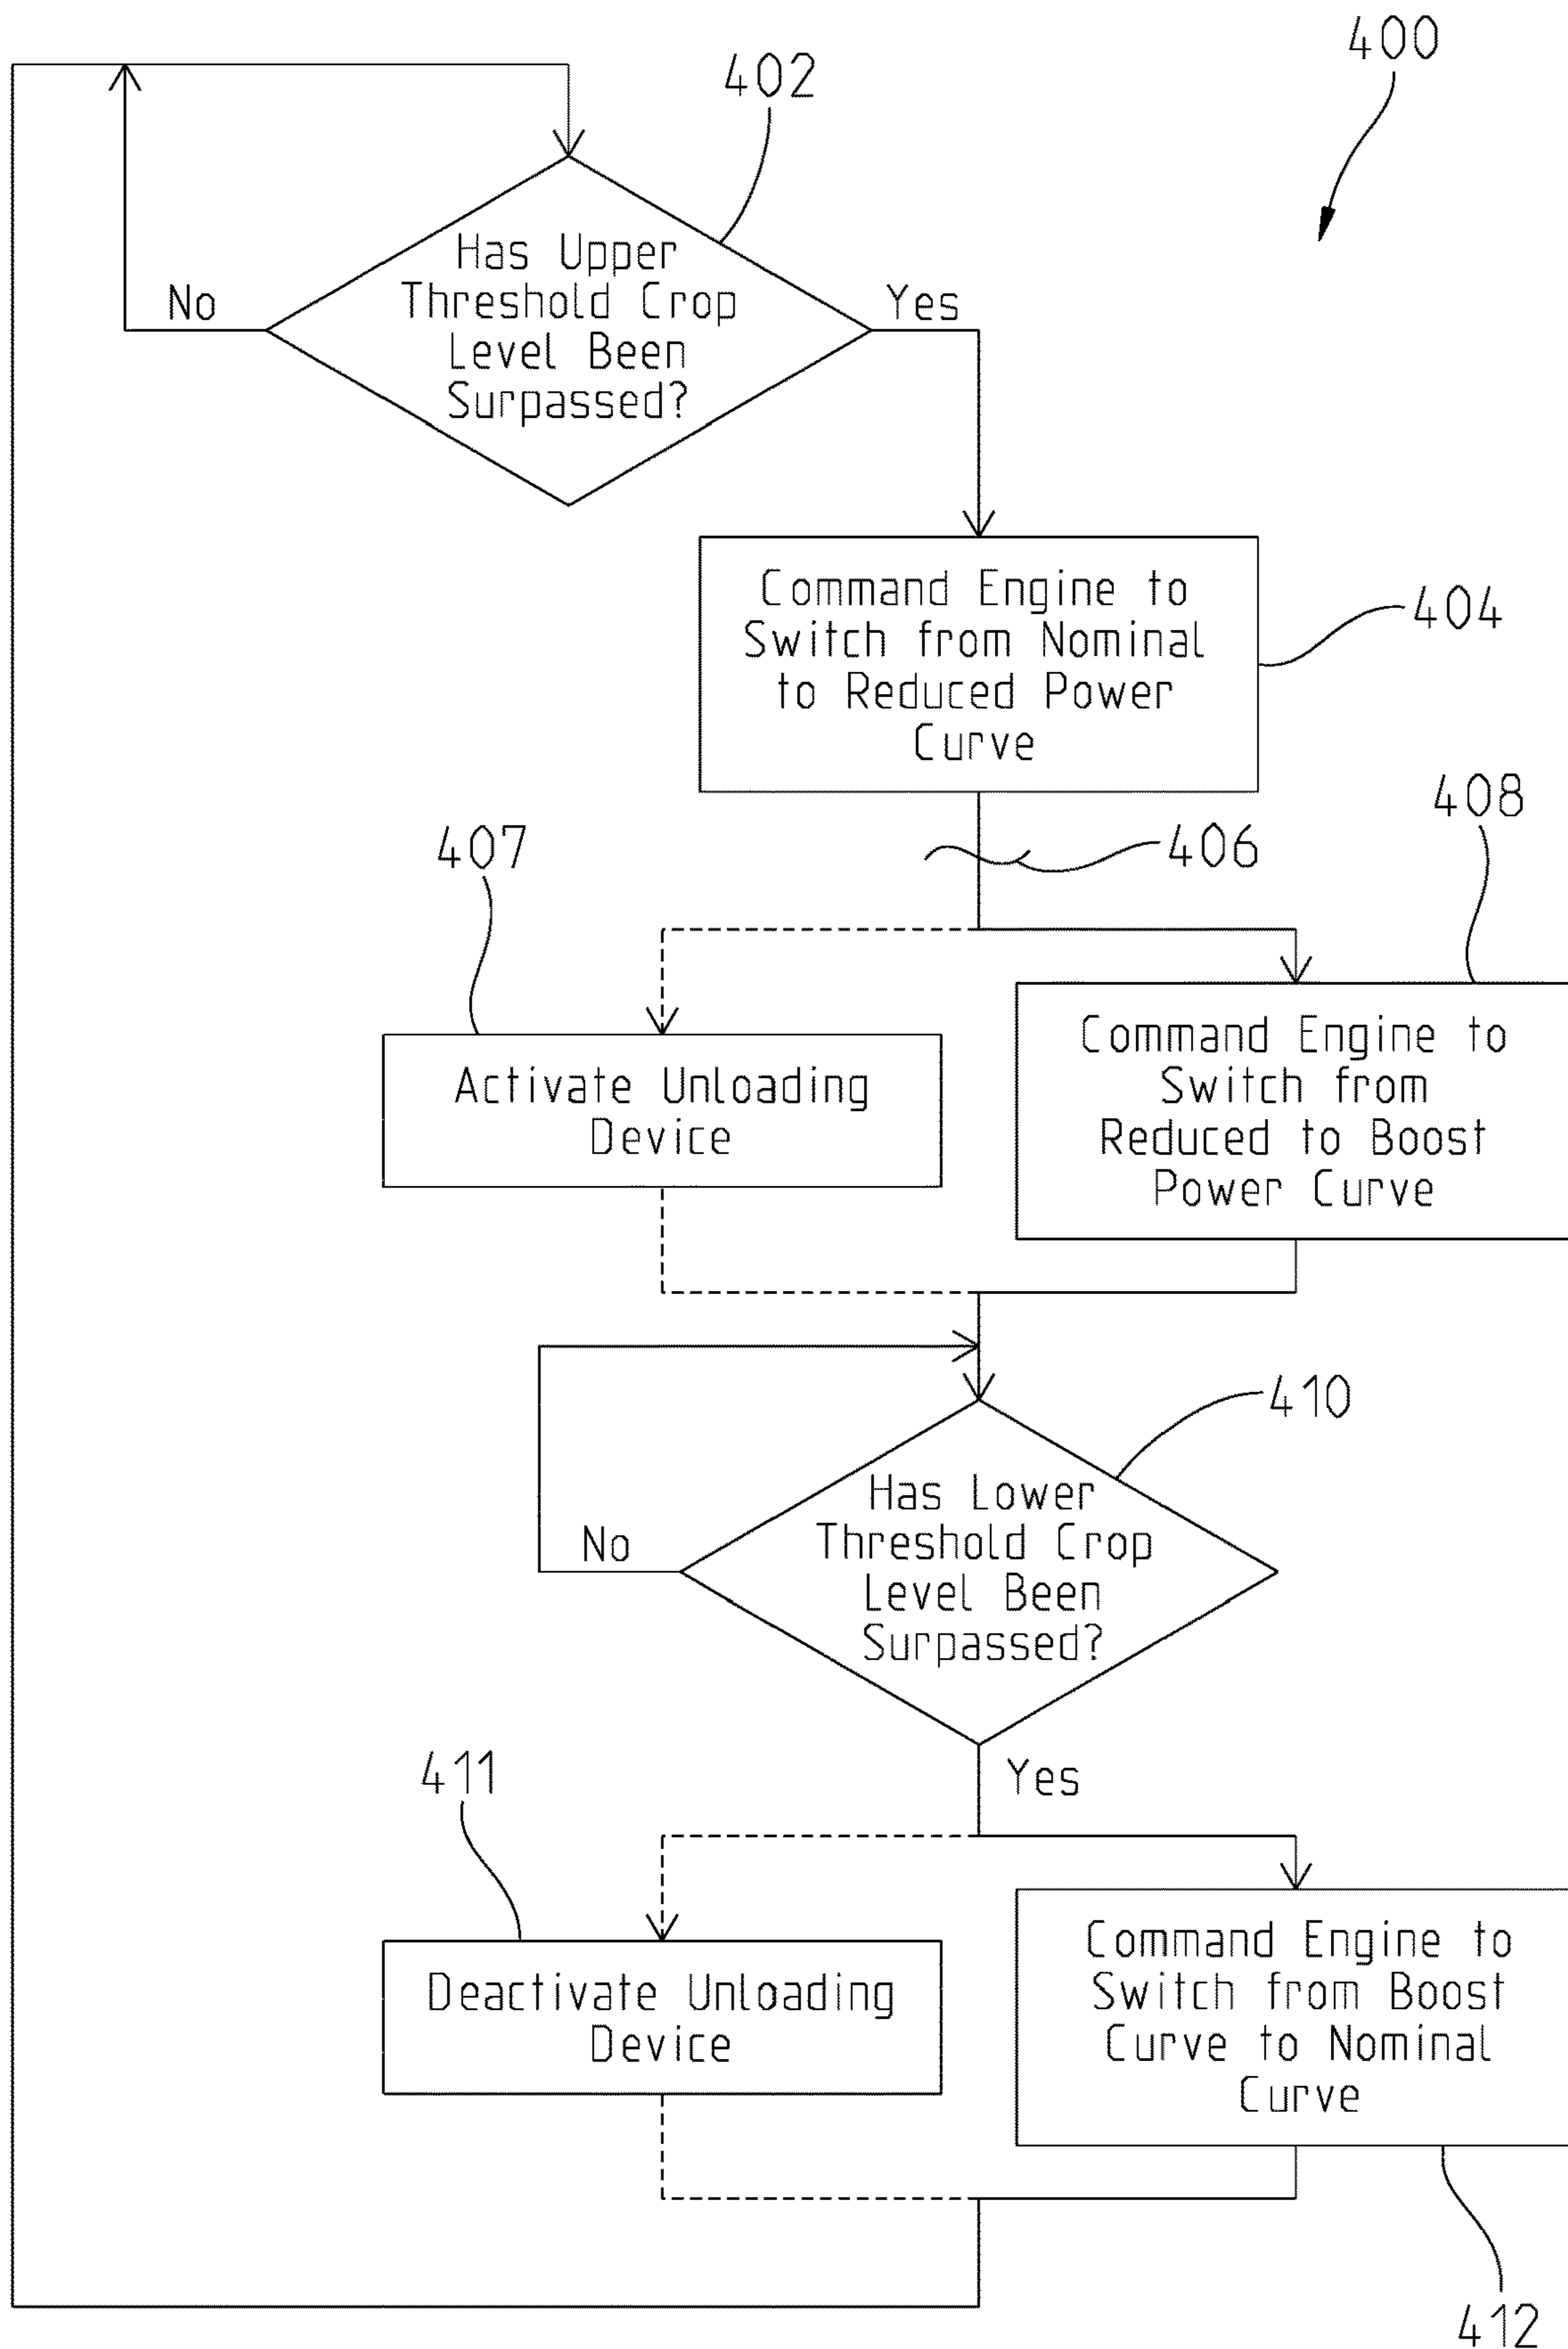 400
402
Has Upper
Threshold Crop
Level Been
Surpassed?
No
Yes
Command Engine to
Switch from Nominal
to Reduced Power
Curve
404
406
407
408
Activate Unloading
Device
Command Engine to
Switch from
Reduced to Boost
Power Curve
410
Has Lower
Threshold Crop
Level Been
Surpassed?
No
Yes
411
Deactivate Unloading
Device
Command Engine to
Switch from Boost
Curve to Nominal
Curve
412